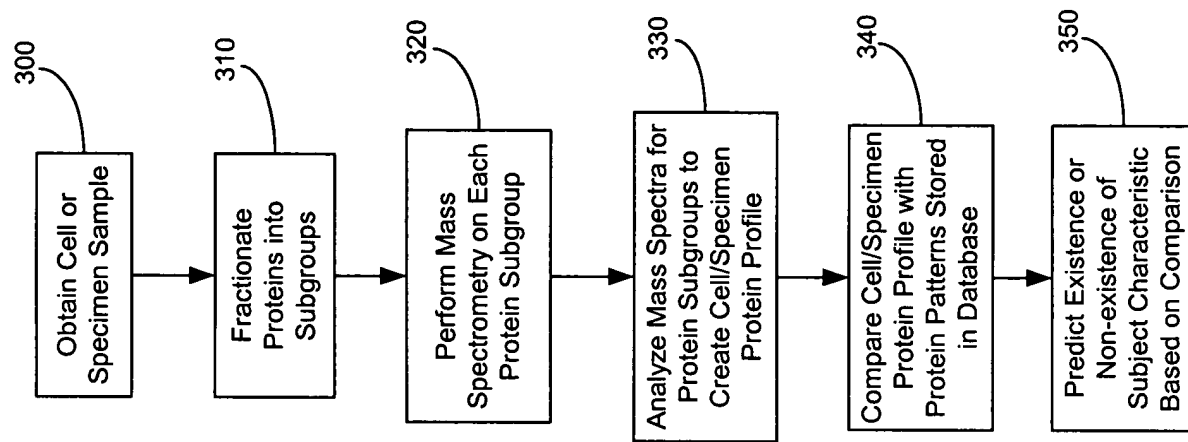 300
Obtain Cell or
Specimen Sample
310
Fractionate
Proteins into
Subgroups
320
Perform Mass
Spectrometry on Each
Protein Subgroup
330
Analyze Mass Spectra for
Protein Subgroups to
Create Cell/Specimen
Protein Profile
340
Compare Cell/Specimen
Protein Profile with
Protein Patterns Stored
in Database
350
Predict Existence or
Non-existence of
Subject Characteristic
Based on Comparison